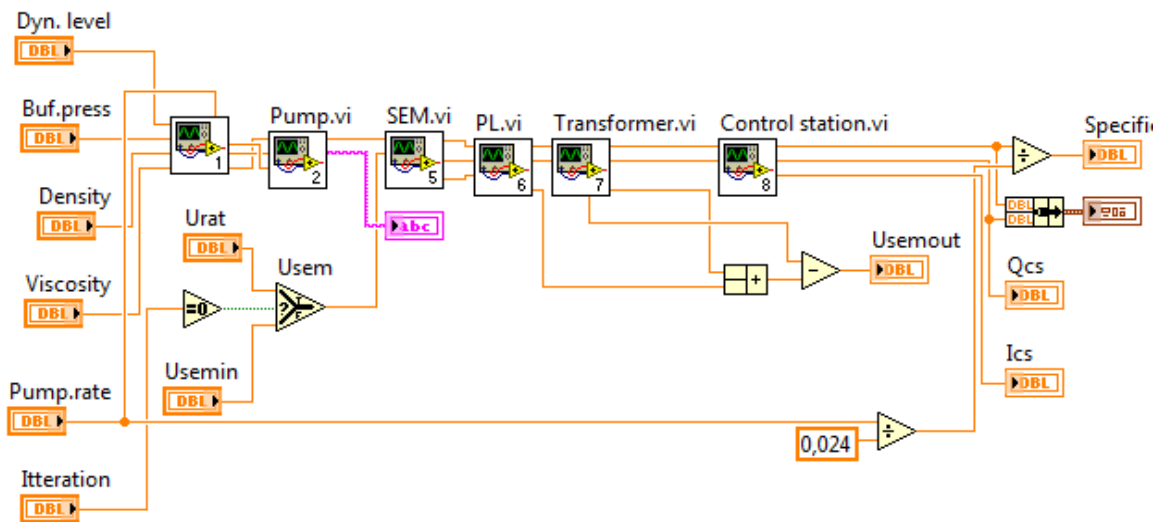 Dyn. level
DBL
Buf.press
DBL
1
Pump.vi
2
SEM.vi
5
PL.vi
6
Transformer.vi
7
Control station.vi
8
÷
Specific
DBL
Density
DBL
abc
DBL
DBL
Urat
DBL
Usem
Usemout
DBL
Viscosity
DBL
=0
?
T
F
+
−
Qcs
DBL
Usemin
DBL
Ics
DBL
Pump.rate
DBL
÷
0,024
Itteration
DBL